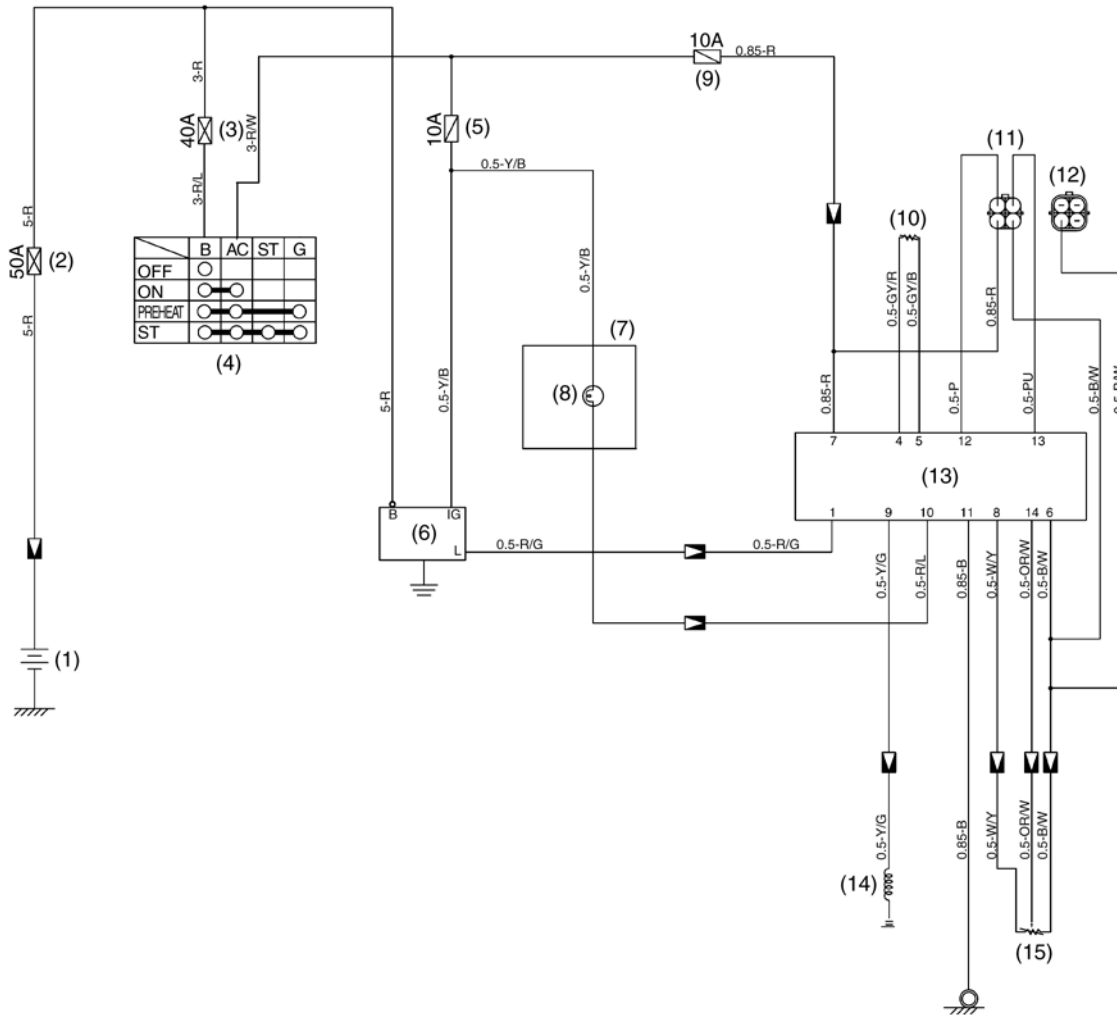 10A
0.85-R
(9)
3-R
40A
(3)
3-R/W
10A
(5)
0.5-Y/B
(11)
(12)
3-R/L
5-R
50A
(2)
5-R
B AC ST G
OFF
ON
PREHEAT
ST
(4)
0.5-Y/B
(10)
0.5-GY/R
0.5-GY/B
0.85-R
(7)
(8)
5-R
0.5-Y/B
0.85-R
0.5-P
0.5-PU
0.5-B/W
7 4 5 12 13
(13)
1 9 10 11 8 14 6
B IG
(6)
L
0.5-R/G
0.5-R/G
0.5-Y/G
0.5-R/L
0.85-B
0.5-W/Y
0.5-OR/W
0.5-B/W
(1)
0.5-Y/G
0.85-B
0.5-W/Y
0.5-OR/W
0.5-B/W
(14)
(15)